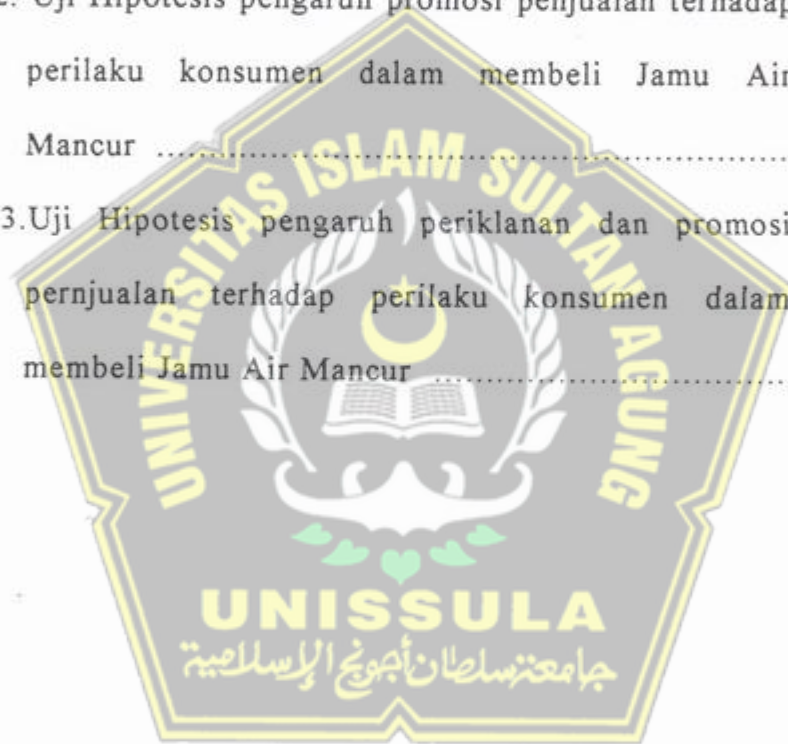 2. Uji Hipotesis pengaruh promosi penjualan terhadap
perilaku konsumen dalam membeli Jamu Air
Mancur ........................................................
3.Uji Hipotesis pengaruh periklanan dan promosi
pernjualan terhadap perilaku konsumen dalam
membeli Jamu Air Mancur ................................
UNIVERSITAS ISLAM SULTAN AGUNG
UNISSULA
جامعة سلطان أجونج الإسلامية